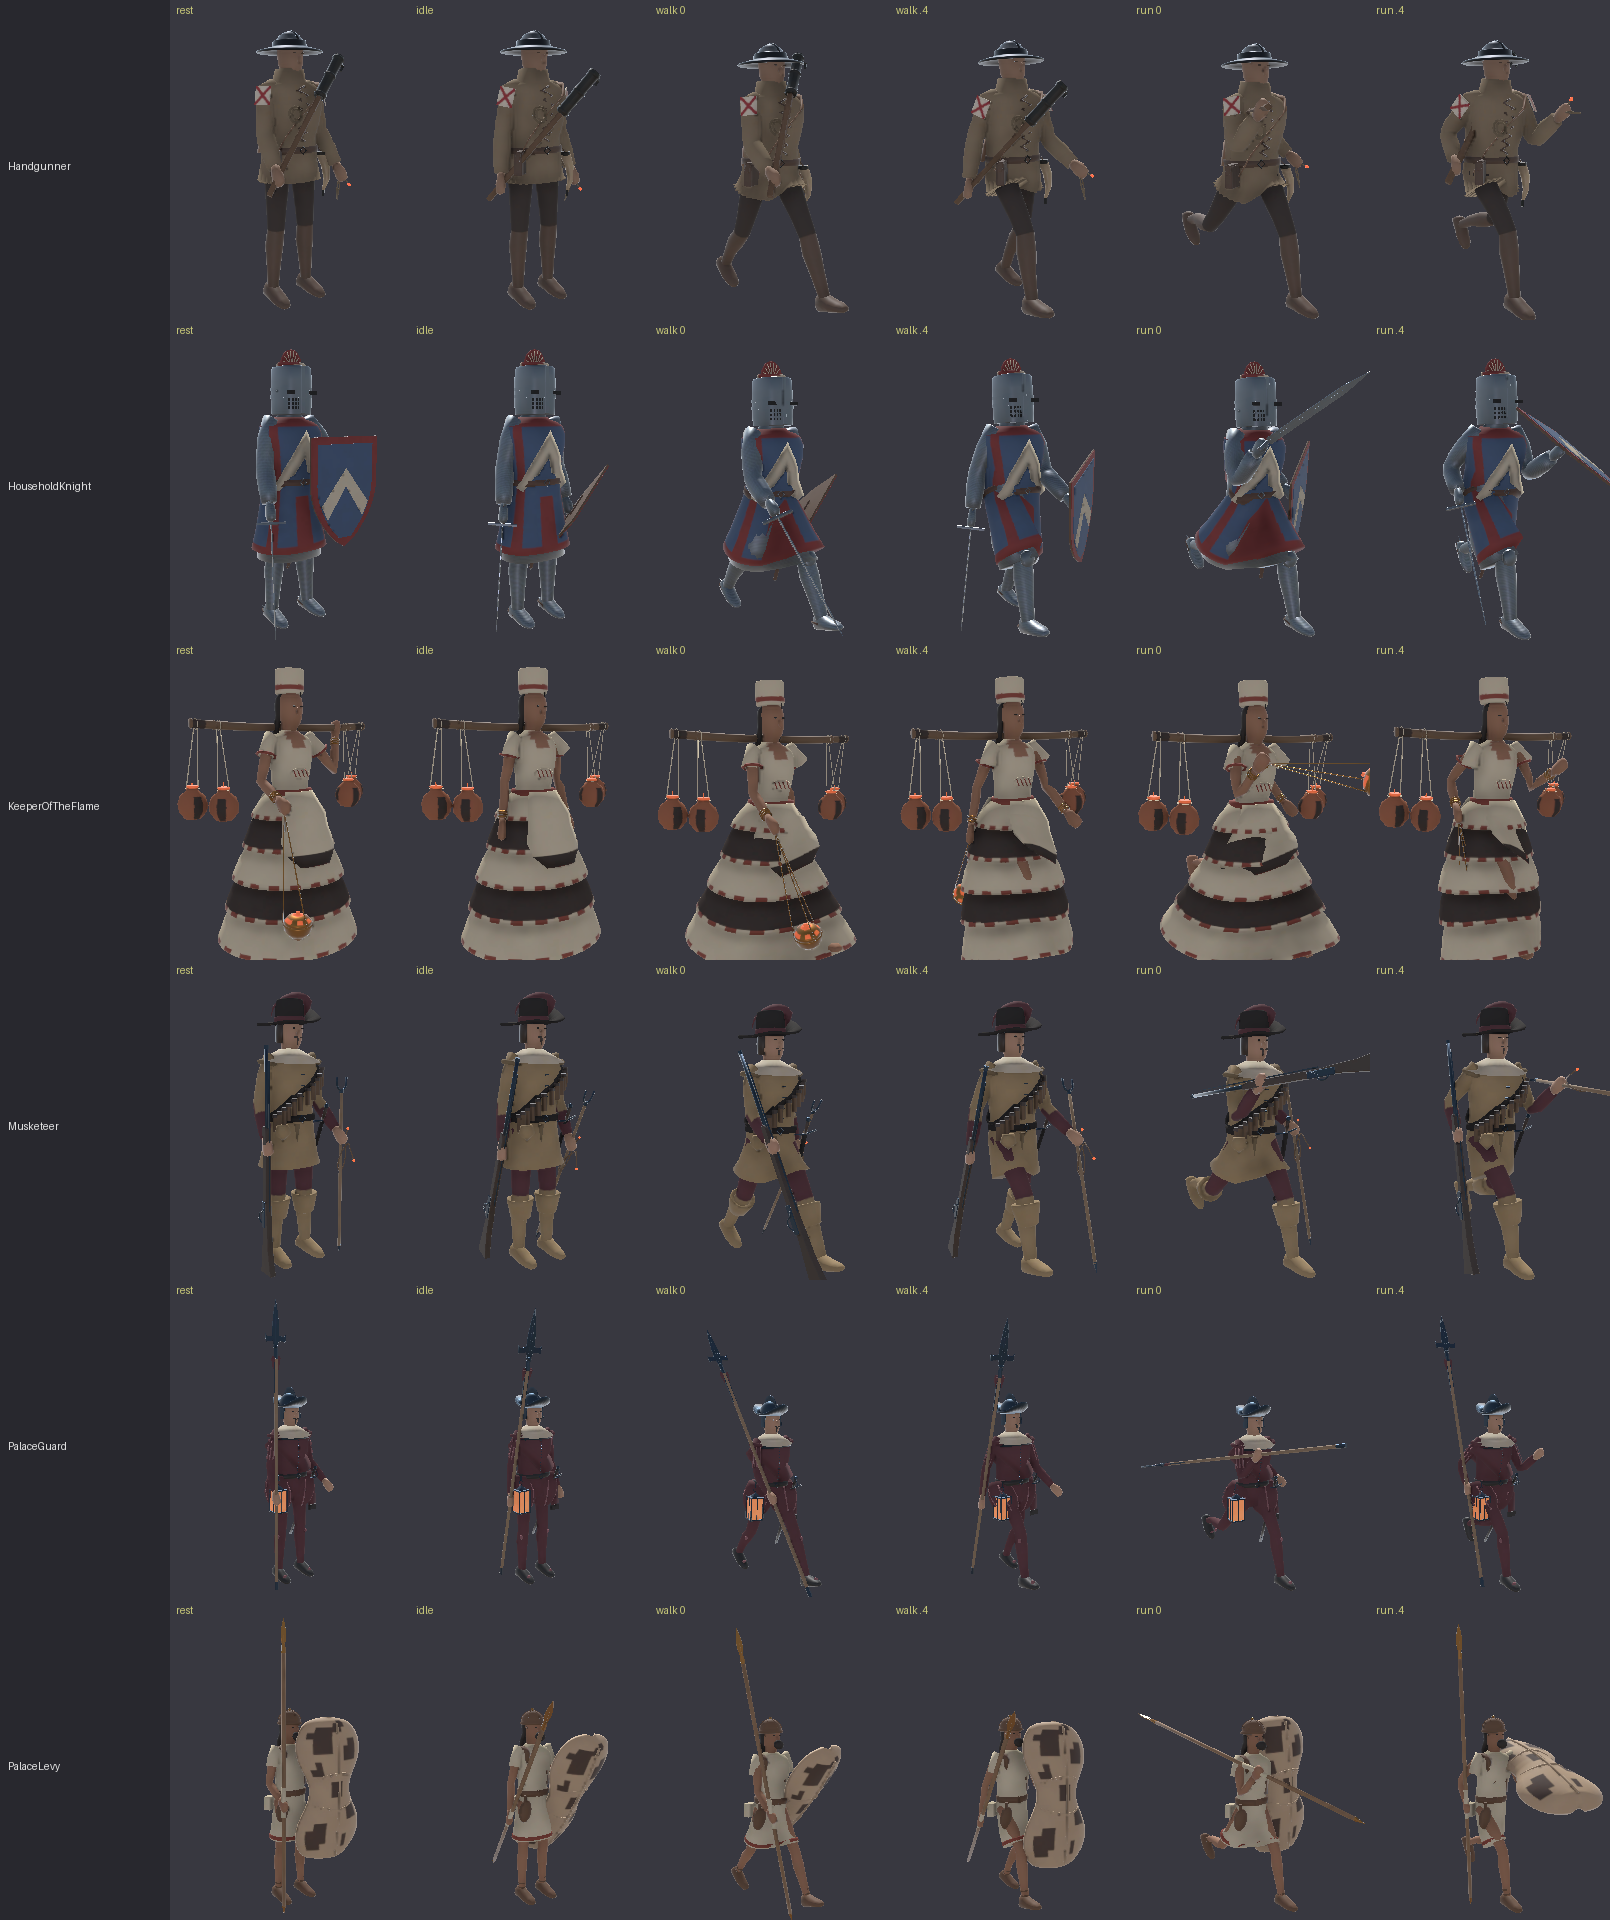 rest idle walk 0 walk .4 run 0 run .4
Handgunner
rest idle walk 0 walk .4 run 0 run .4
HouseholdKnight
rest idle walk 0 walk .4 run 0 run .4
KeeperOfTheFlame
rest idle walk 0 walk .4 run 0 run .4
Musketeer
rest idle walk 0 walk .4 run 0 run .4
PalaceGuard
rest idle walk 0 walk .4 run 0 run .4
PalaceLevy